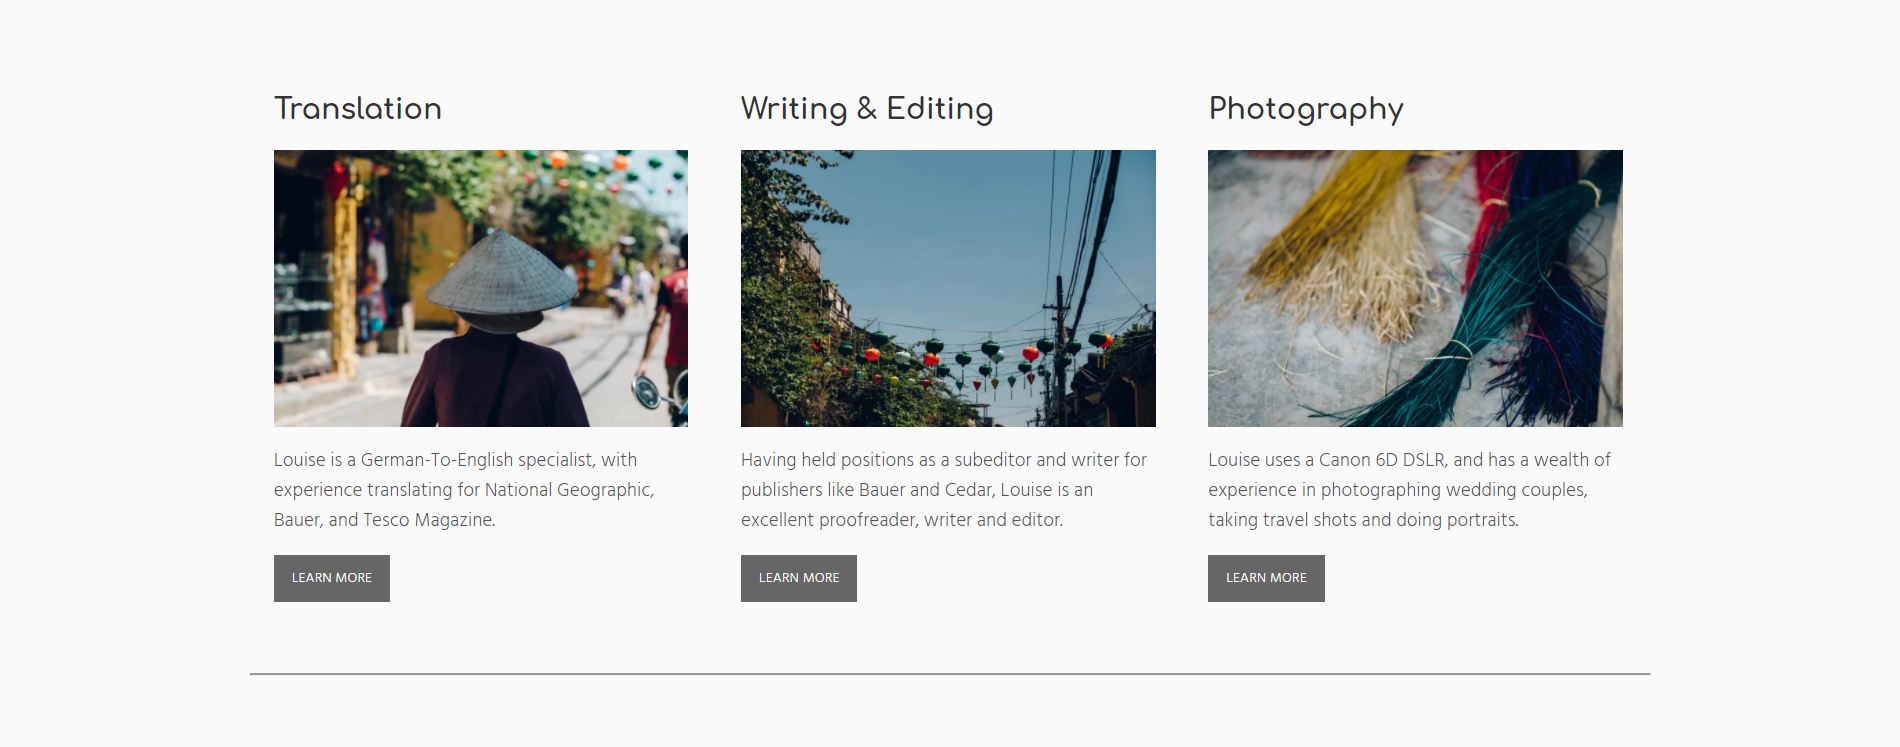 Translation
Louise is a German-To-English specialist, with
experience translating for National Geographic,
Bauer, and Tesco Magazine.
LEARN MORE
Writing & Editing
Having held positions as a subeditor and writer for
publishers like Bauer and Cedar, Louise is an
excellent proofreader, writer and editor.
LEARN MORE
Photography
Louise uses a Canon 6D DSLR, and has a wealth of
experience in photographing wedding couples,
taking travel shots and doing portraits.
LEARN MORE